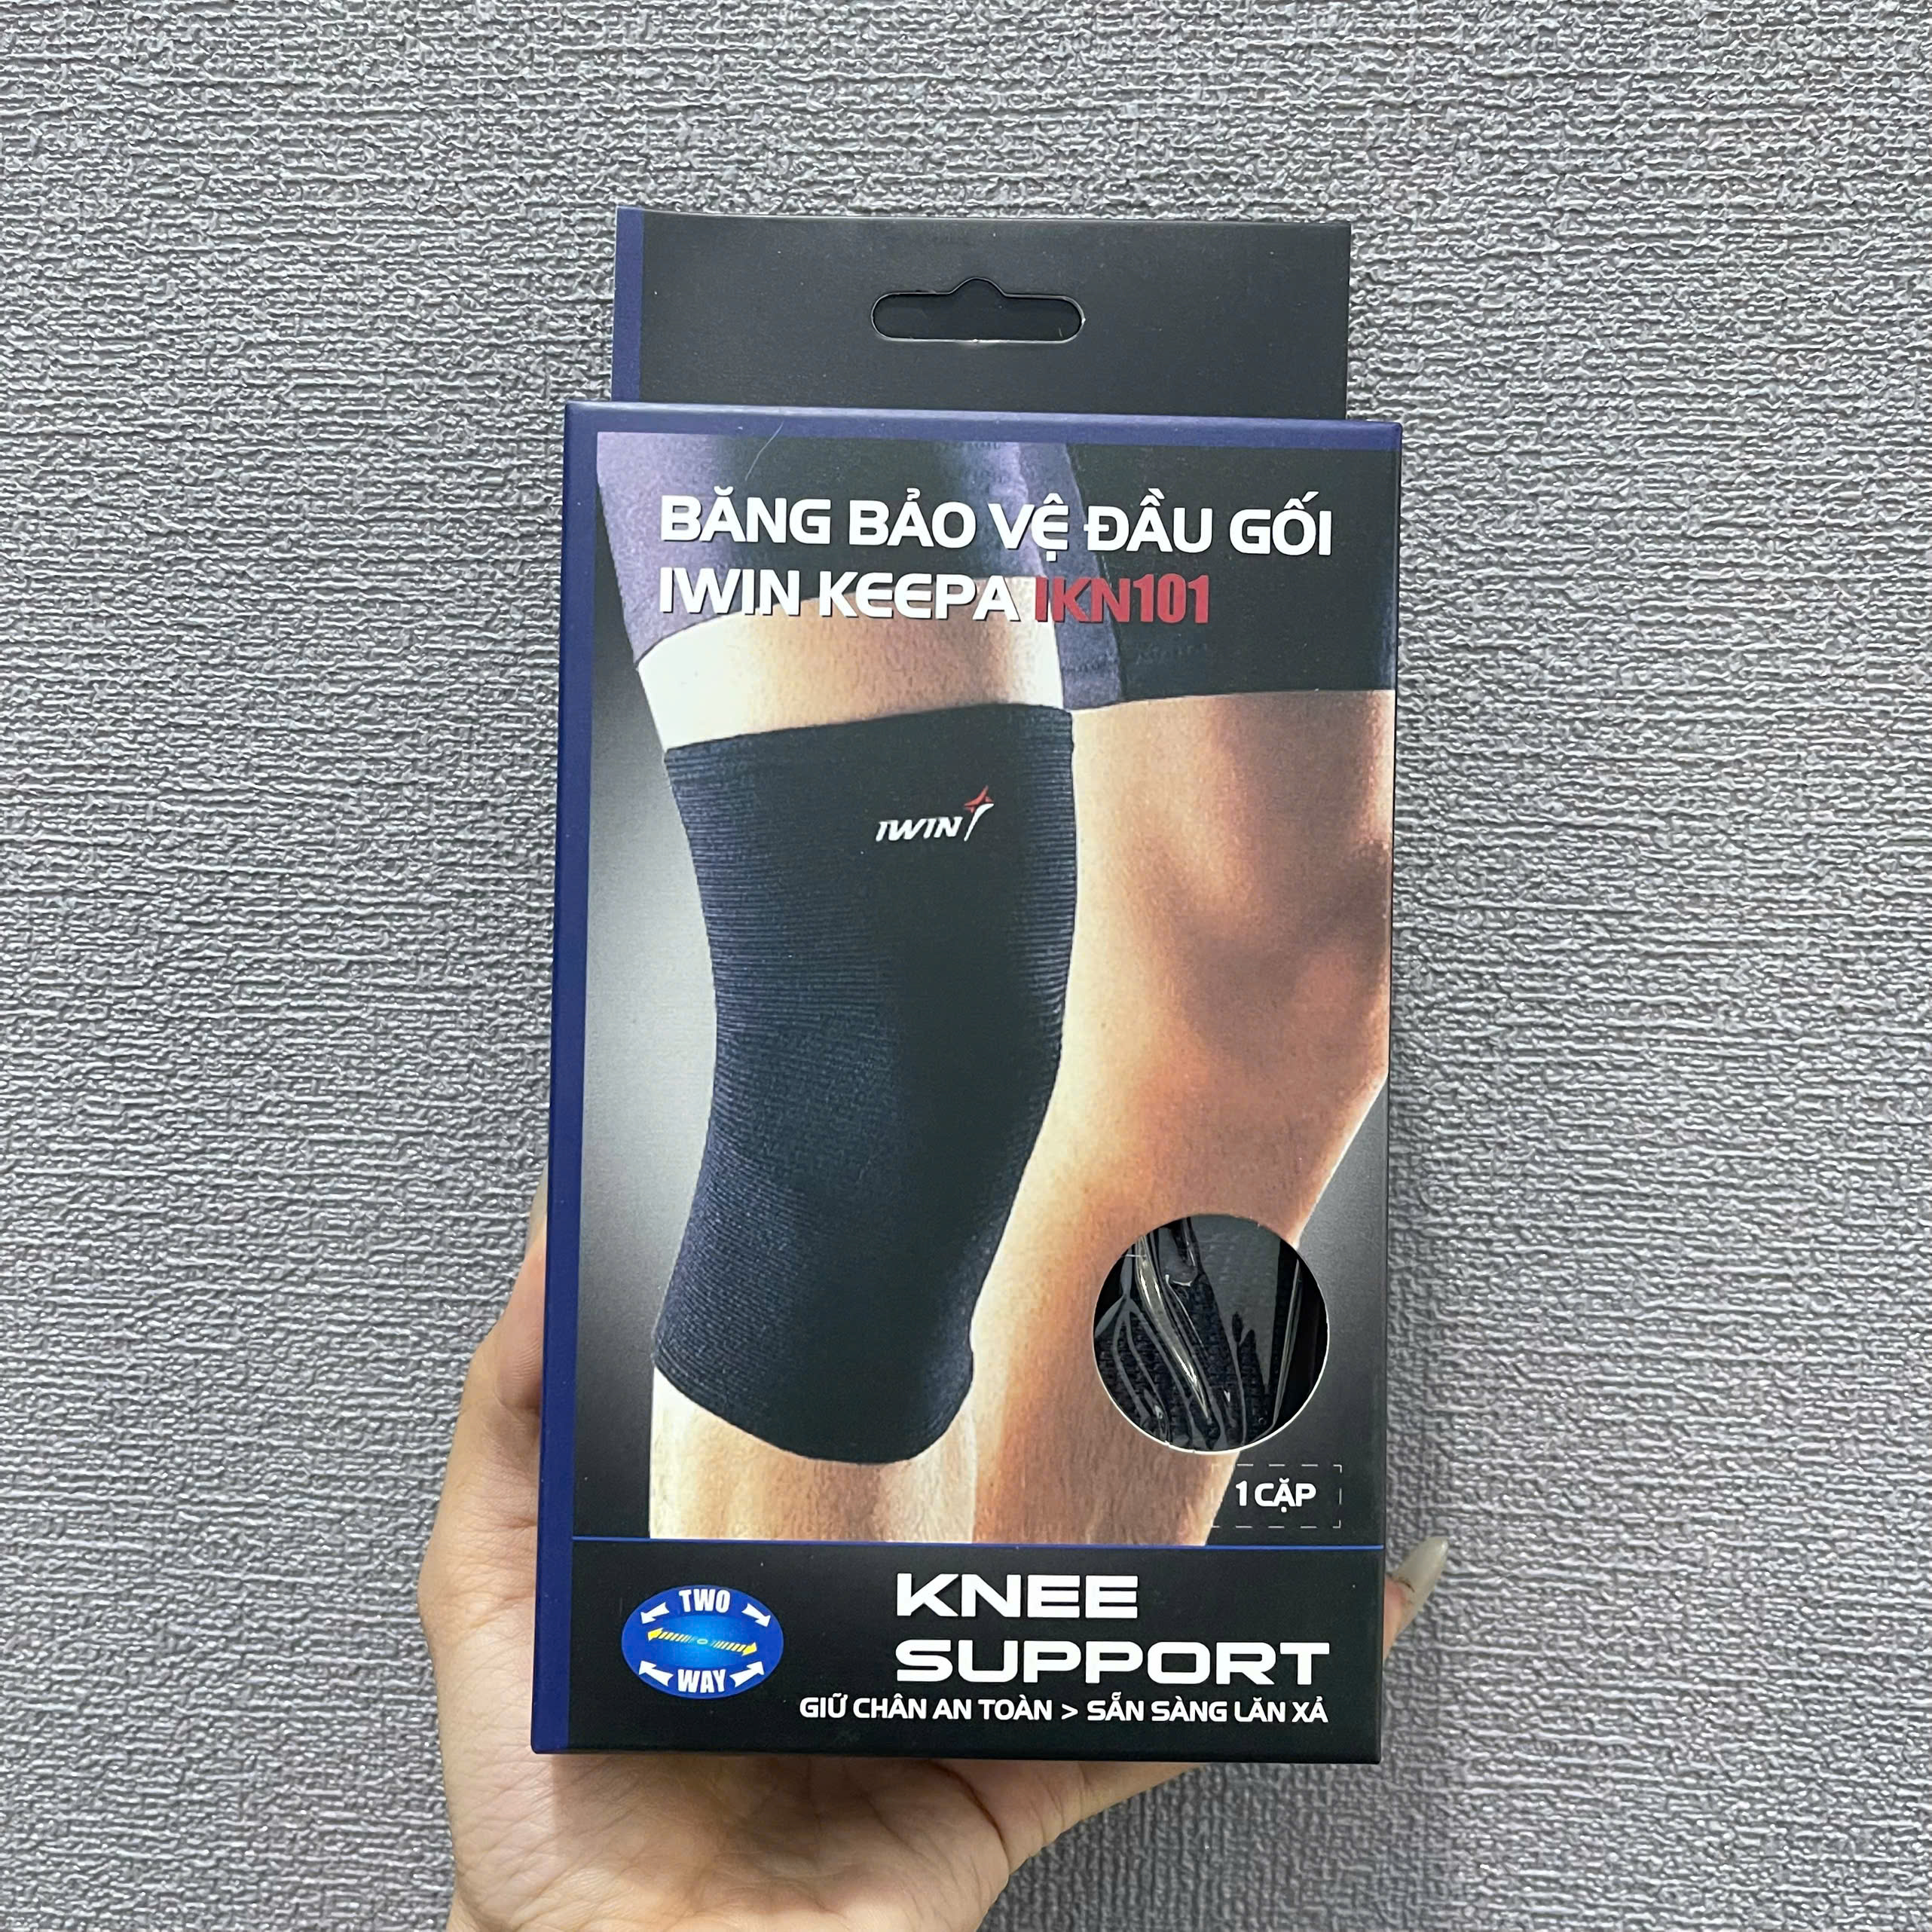 BĂNG BẢO VỆ ĐẦU GỐI
IWIN KEEPA IKN101
IWIN
1 CẶP
TWO
WAY
KNEE
SUPPORT
GIỮ CHÂN AN TOÀN > SẴN SÀNG LĂN XẢ